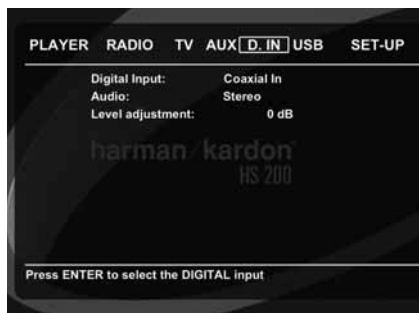 PLAYER RADIO TV AUX D. IN USB SET-UP
Digital Input: Coaxial In
Audio: Stereo
Level adjustment: 0 dB
harman/kardon
HS 200
Press ENTER to select the DIGITAL input